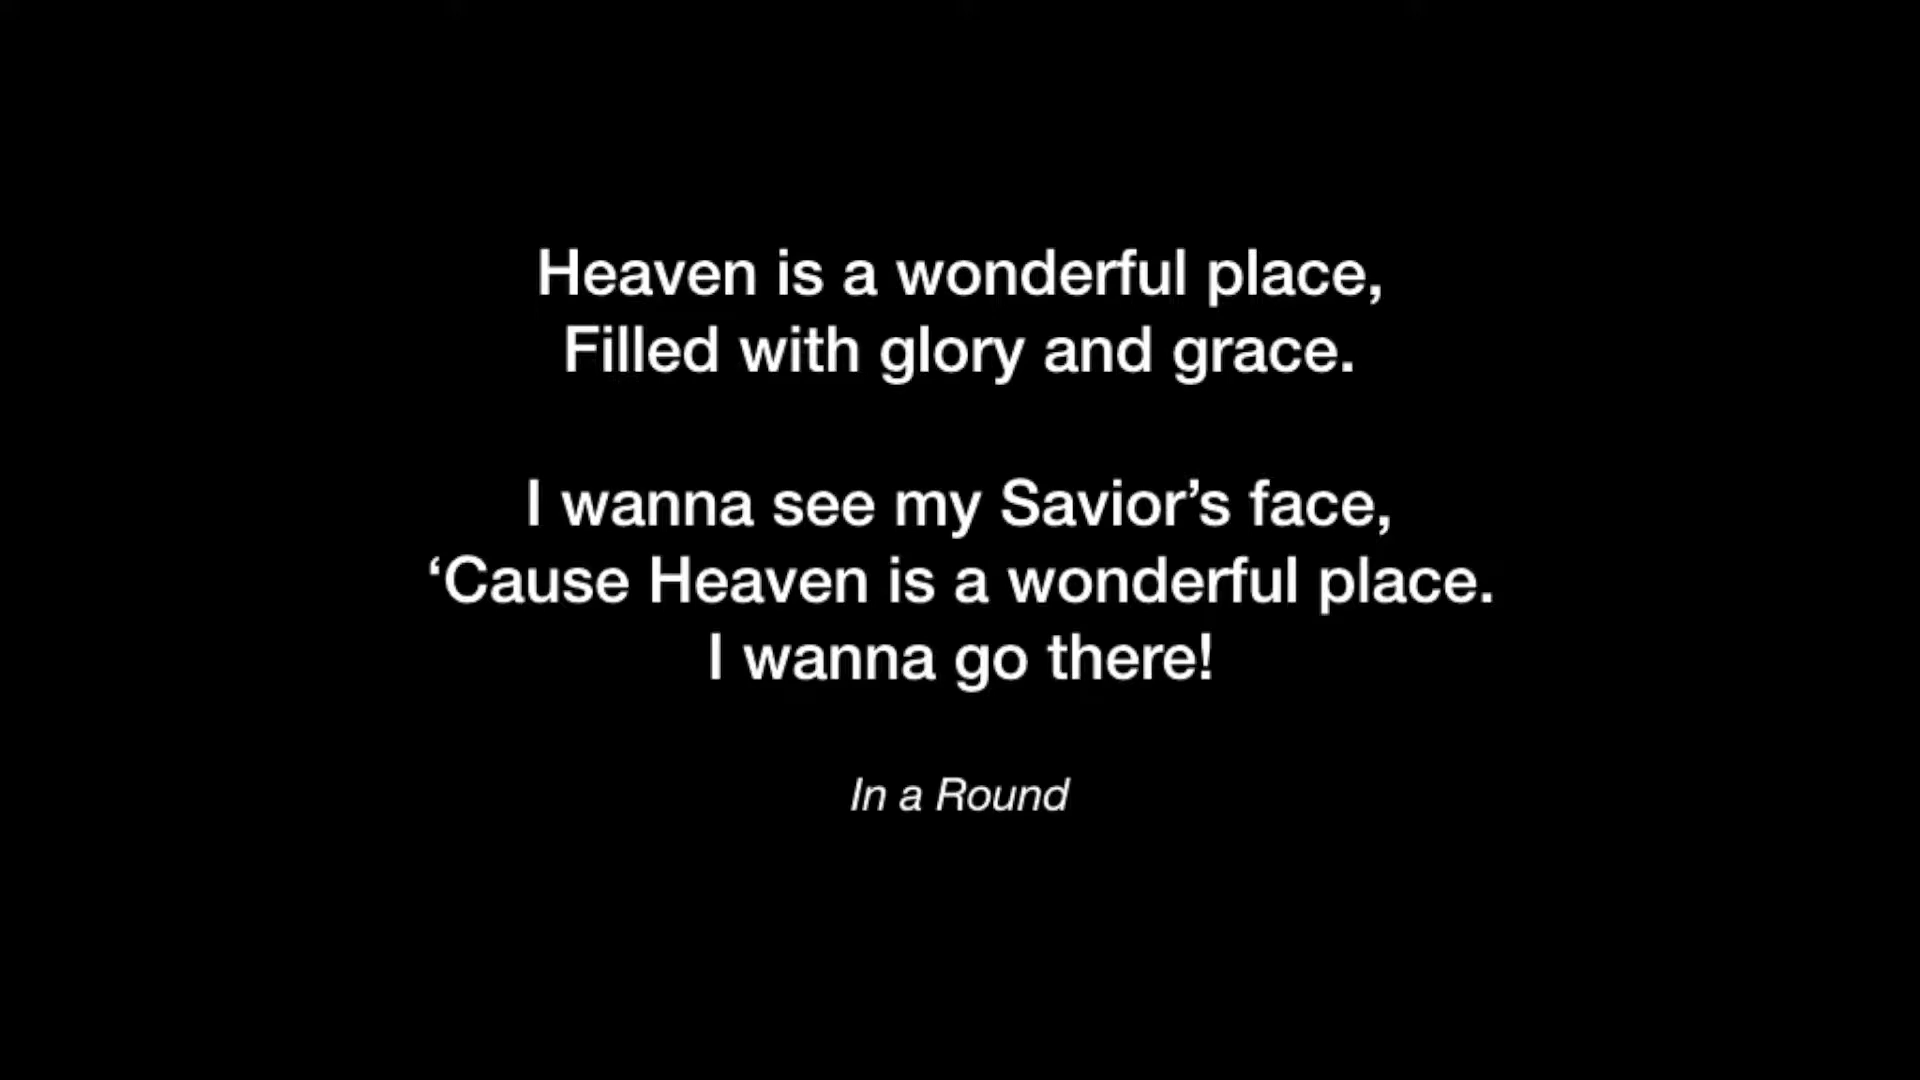 Heaven is a wonderful place,
Filled with glory and grace.
I wanna see my Savior’s face,
‘Cause Heaven is a wonderful place.
I wanna go there!
In a Round